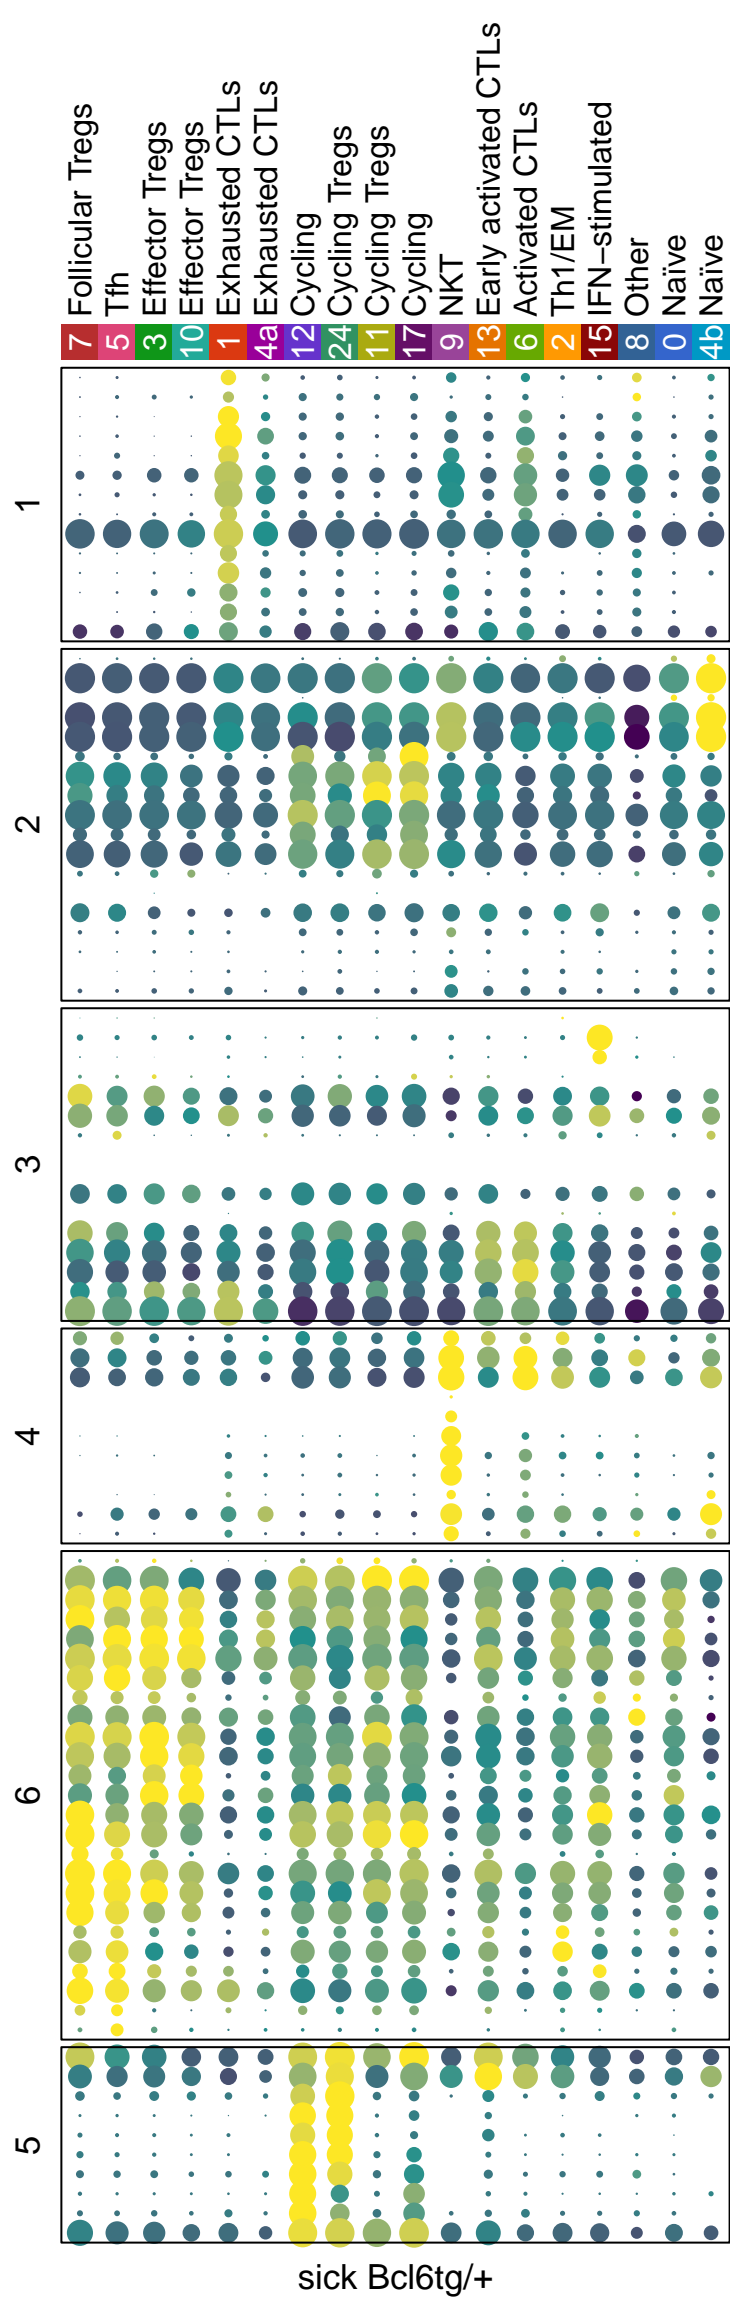 7 Follicular Tregs
5 Tfh
3 Effector Tregs
10 Effector Tregs
1 Exhausted CTLs
4a Exhausted CTLs
12 Cycling
24 Cycling Tregs
11 Cycling Tregs
17 Cycling
9 NKT
13 Early activated CTLs
6 Activated CTLs
2 Th1/EM
15 IFN−stimulated
8 Other
0 Naïve
4b Naïve
1
2
3
4
6
5
sick Bcl6tg/+